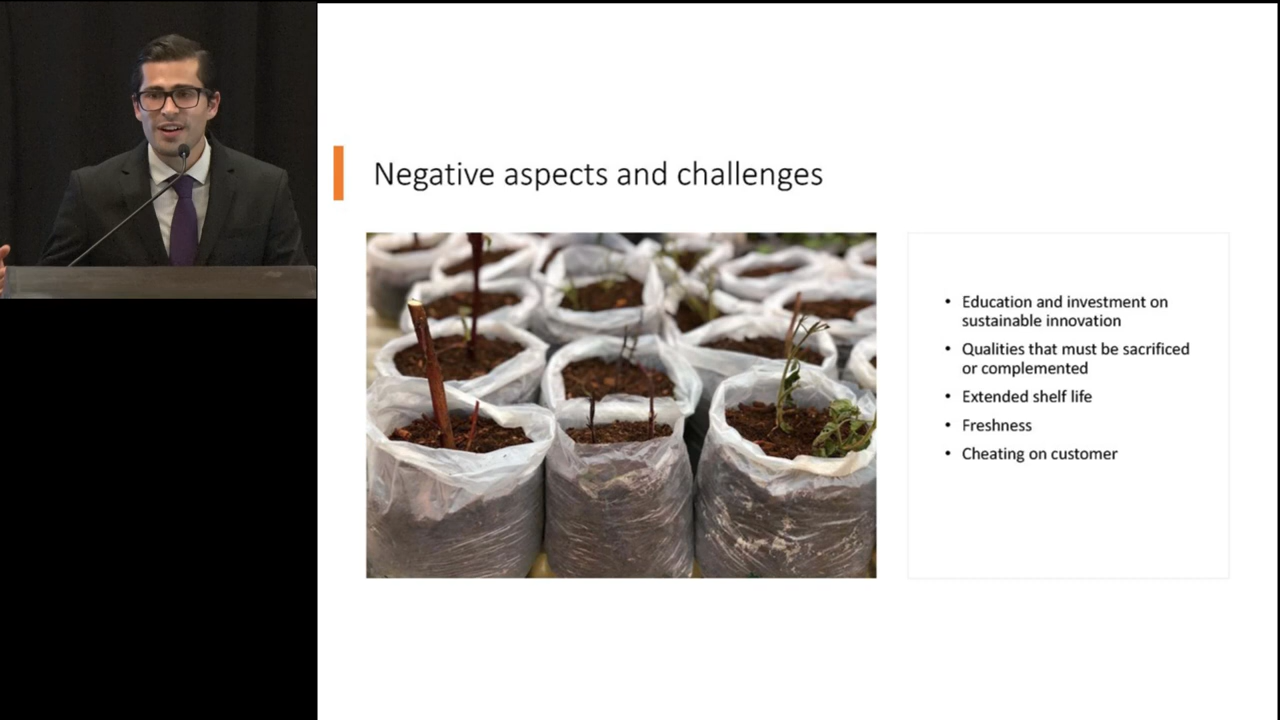 Negative aspects and challenges
• Education and investment on
sustainable innovation
• Qualities that must be sacrificed
or complemented
• Extended shelf life
• Freshness
• Cheating on customer